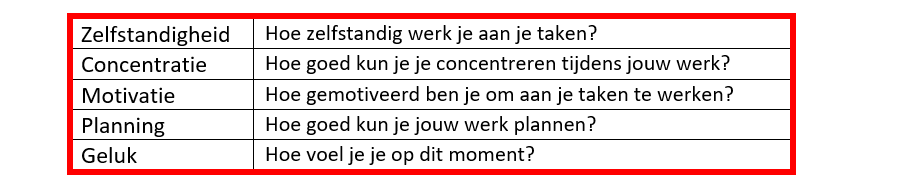 Zelfstandigheid Hoe zelfstandig werk je aan je taken?
Concentratie Hoe goed kun je je concentreren tijdens jouw werk?
Motivatie Hoe gemotiveerd ben je om aan je taken te werken?
Planning Hoe goed kun je jouw werk plannen?
Geluk Hoe voel je je op dit moment?